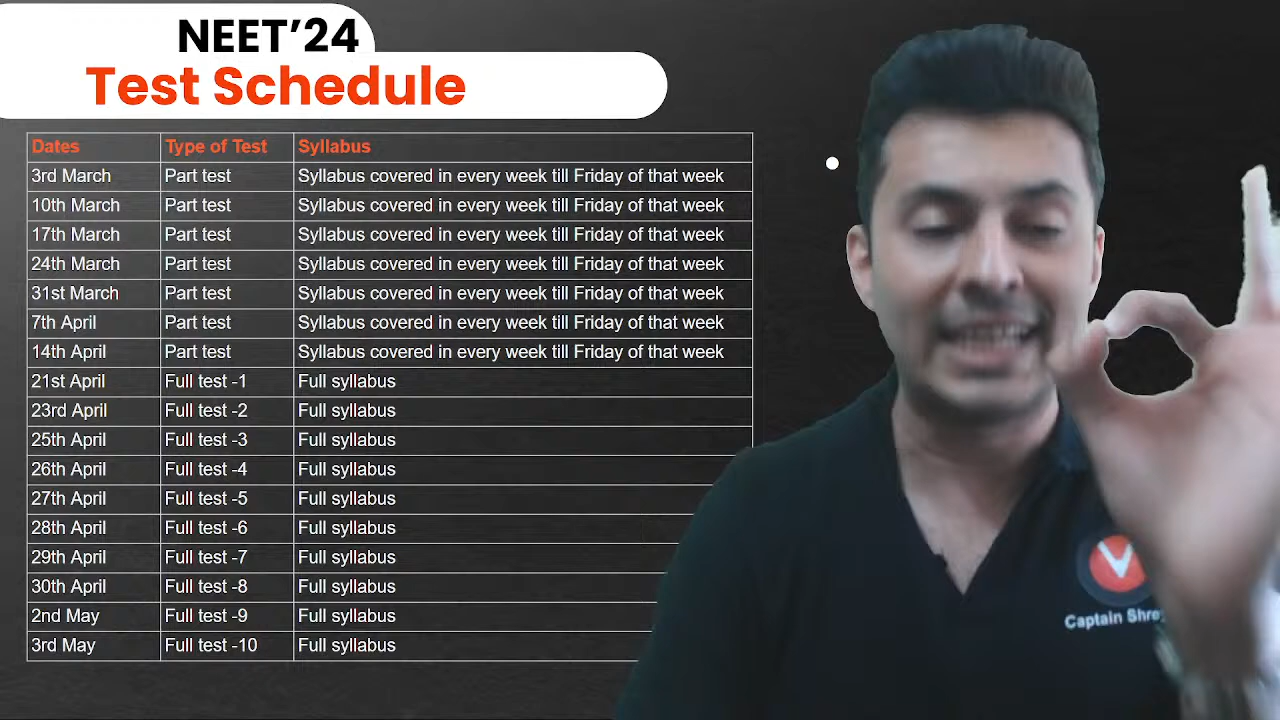 NEET’24
Test Schedule
Dates Type of Test Syllabus
3rd March Part test Syllabus covered in every week till Friday of that week
10th March Part test Syllabus covered in every week till Friday of that week
17th March Part test Syllabus covered in every week till Friday of that week
24th March Part test Syllabus covered in every week till Friday of that week
31st March Part test Syllabus covered in every week till Friday of that week
7th April Part test Syllabus covered in every week till Friday of that week
14th April Part test Syllabus covered in every week till Friday of that week
21st April Full test -1 Full syllabus
23rd April Full test -2 Full syllabus
25th April Full test -3 Full syllabus
26th April Full test -4 Full syllabus
27th April Full test -5 Full syllabus
28th April Full test -6 Full syllabus
29th April Full test -7 Full syllabus
30th April Full test -8 Full syllabus
2nd May Full test -9 Full syllabus
3rd May Full test -10 Full syllabus
V
Captain